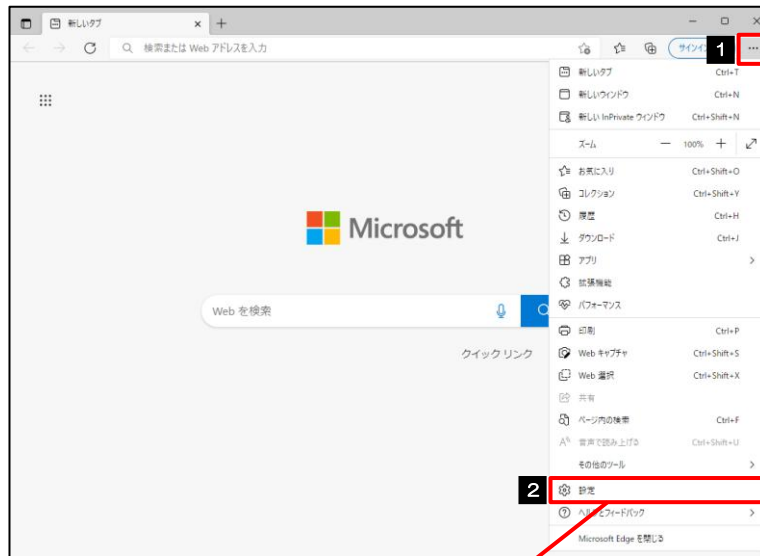 新しいタブ
検索または Web アドレスを入力
サインイン
1
新しいタブ Ctrl+T
新しいウィンドウ Ctrl+N
新しい InPrivate ウィンドウ Ctrl+Shift+N
ズーム 100%
お気に入り Ctrl+Shift+O
コレクション Ctrl+Shift+Y
履歴 Ctrl+H
ダウンロード Ctrl+J
アプリ
拡張機能
パフォーマンス
Microsoft
Web を検索
クイック リンク
印刷 Ctrl+P
Web キャプチャ Ctrl+Shift+S
Web 選択 Ctrl+Shift+X
共有
ページ内の検索 Ctrl+F
音声で読み上げる Ctrl+Shift+U
その他のツール
2 設定
ヘルプとフィードバック
Microsoft Edge を閉じる